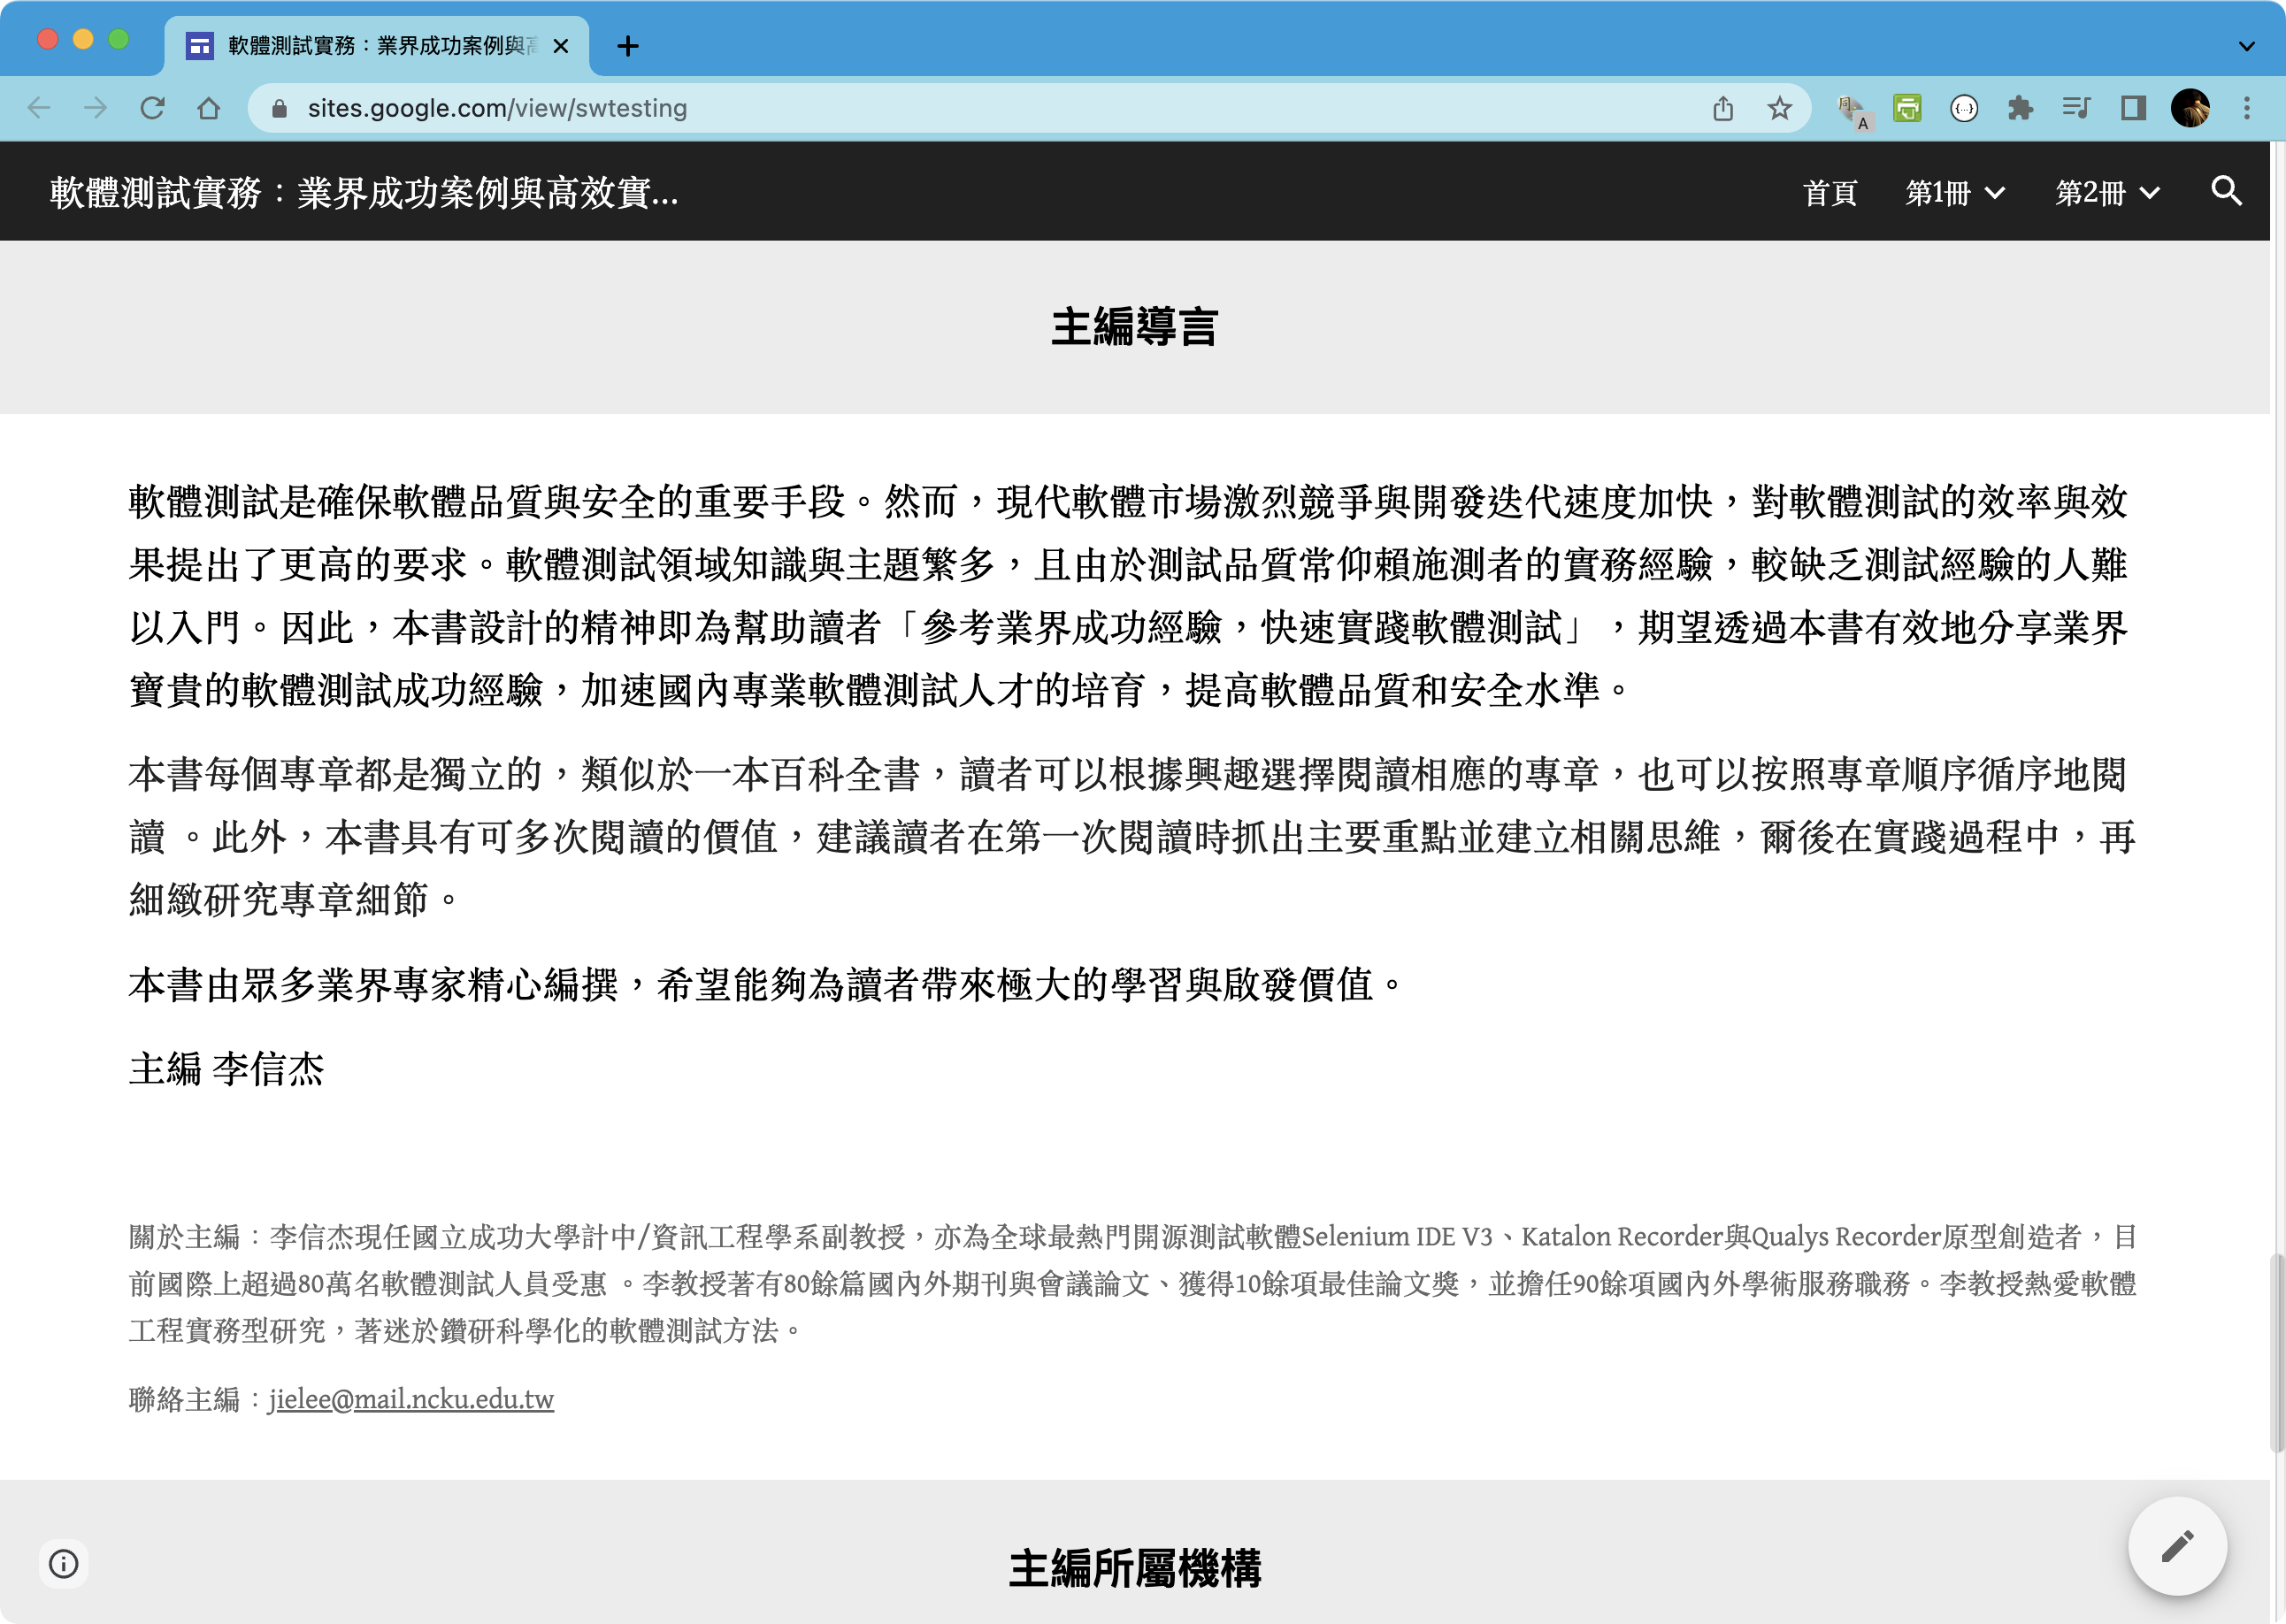 軟體測試實務：業界成功案例與
sites.google.com/view/swtesting
A
{...}
軟體測試實務：業界成功案例與高效實...
首頁
第1冊
第2冊
主編導言
軟體測試是確保軟體品質與安全的重要手段。然而，現代軟體市場激烈競爭與開發迭代速度加快，對軟體測試的效率與效
果提出了更高的要求。軟體測試領域知識與主題繁多，且由於測試品質常仰賴施測者的實務經驗，較缺乏測試經驗的人難
以入門。因此，本書設計的精神即為幫助讀者「參考業界成功經驗，快速實踐軟體測試」，期望透過本書有效地分享業界
寶貴的軟體測試成功經驗，加速國內專業軟體測試人才的培育，提高軟體品質和安全水準。
本書每個專章都是獨立的，類似於一本百科全書，讀者可以根據興趣選擇閱讀相應的專章，也可以按照專章順序循序地閱
讀 。此外，本書具有可多次閱讀的價值，建議讀者在第一次閱讀時抓出主要重點並建立相關思維，爾後在實踐過程中，再
細緻研究專章細節。
本書由眾多業界專家精心編撰，希望能夠為讀者帶來極大的學習與啟發價值。
主編 李信杰
關於主編：李信杰現任國立成功大學計中/資訊工程學系副教授，亦為全球最熱門開源測試軟體Selenium IDE V3、Katalon Recorder與Qualys Recorder原型創造者，目
前國際上超過80萬名軟體測試人員受惠 。李教授著有80餘篇國內外期刊與會議論文、獲得10餘項最佳論文獎，並擔任90餘項國內外學術服務職務。李教授熱愛軟體
工程實務型研究，著迷於鑽研科學化的軟體測試方法。
聯絡主編：jielee@mail.ncku.edu.tw
主編所屬機構